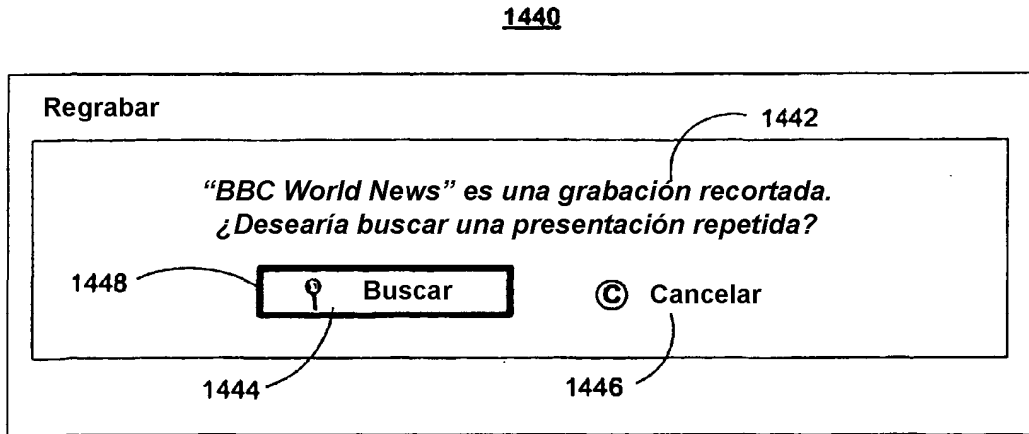 1440
Regrabar
1442
“BBC World News” es una grabación recortada.
¿Desearía buscar una presentación repetida?
1448
Buscar
Ⓒ Cancelar
1444
1446